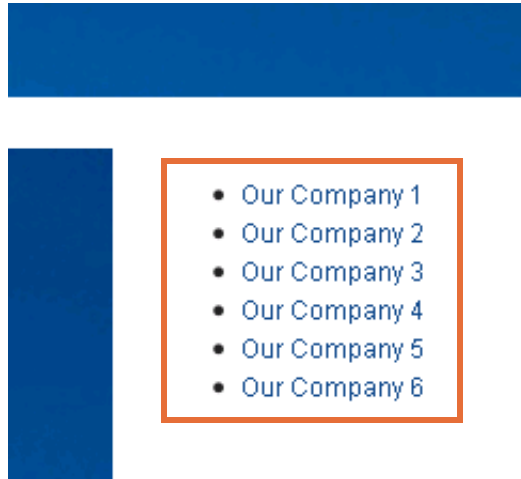 • Our Company 1
• Our Company 2
• Our Company 3
• Our Company 4
• Our Company 5
• Our Company 6